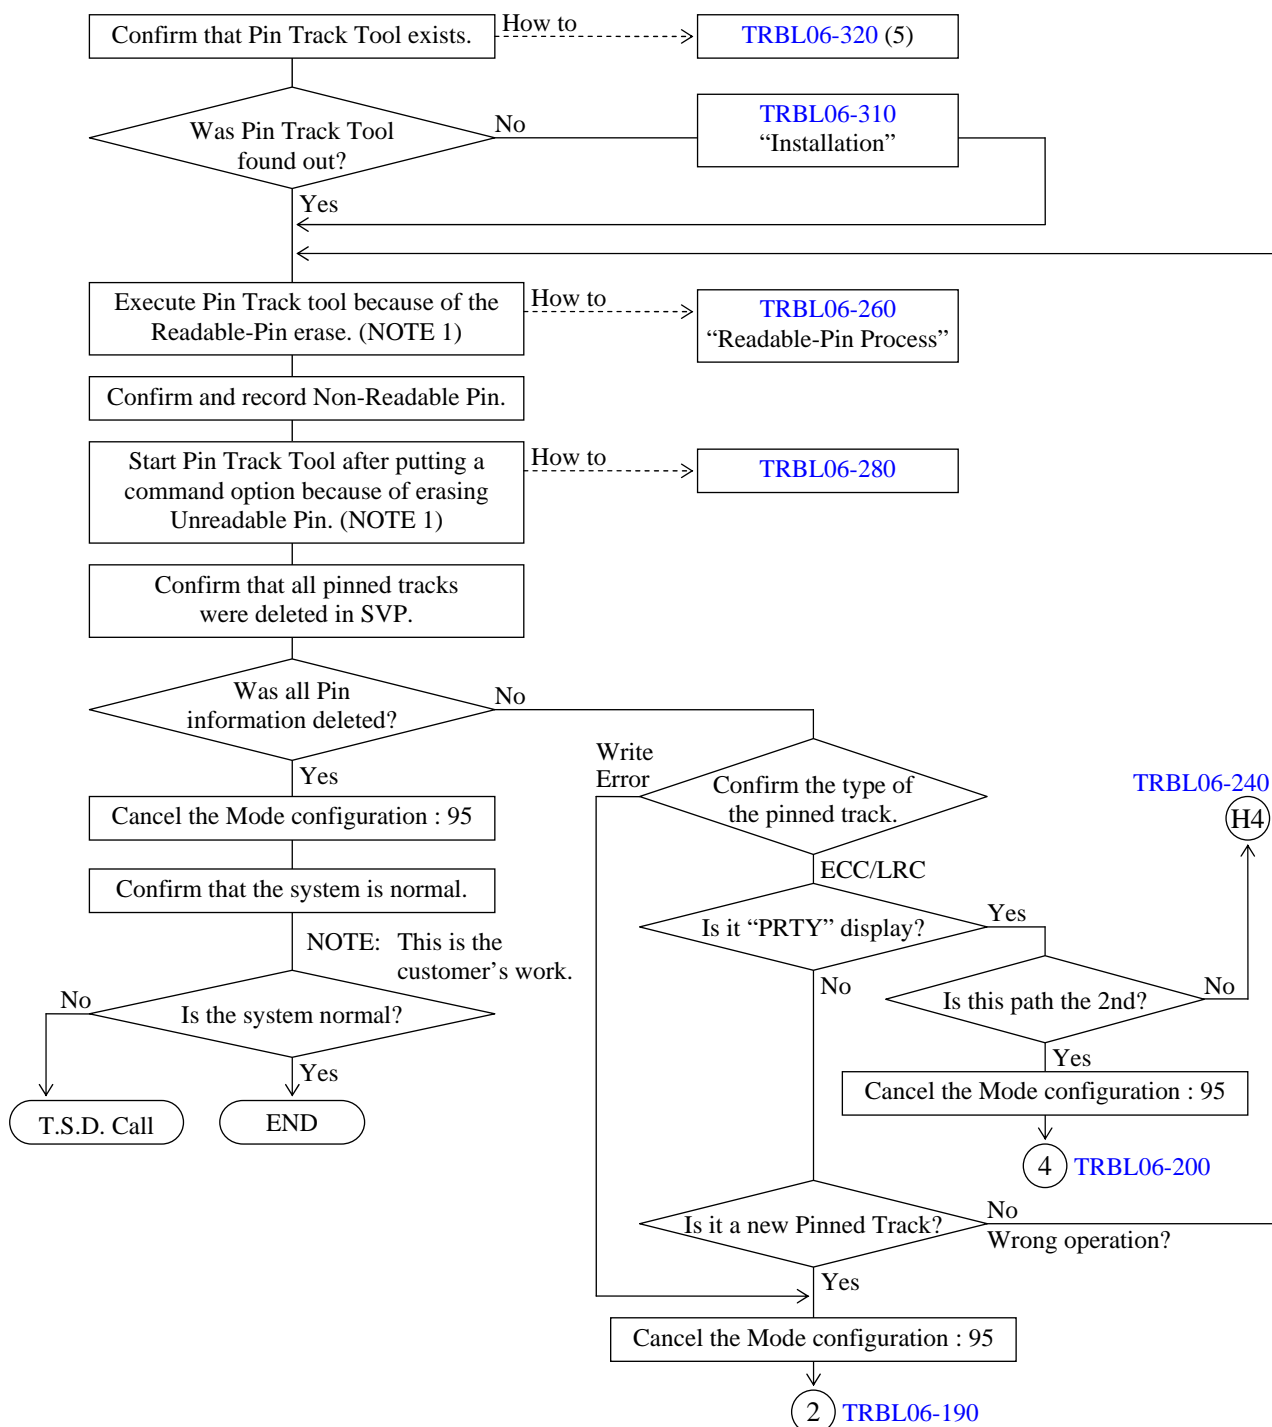 Confirm that Pin Track Tool exists.
How to
TRBL06-320 (5)
Was Pin Track Tool
found out?
No
TRBL06-310
“Installation”
Yes
Execute Pin Track tool because of the
Readable-Pin erase. (NOTE 1)
How to
TRBL06-260
“Readable-Pin Process”
Confirm and record Non-Readable Pin.
Start Pin Track Tool after putting a
command option because of erasing
Unreadable Pin. (NOTE 1)
How to
TRBL06-280
Confirm that all pinned tracks
were deleted in SVP.
Was all Pin
information deleted?
No
Yes
Write
Error
Confirm the type of
the pinned track.
TRBL06-240
H4
Cancel the Mode configuration : 95
ECC/LRC
Confirm that the system is normal.
Is it “PRTY” display?
Yes
NOTE: This is the
customer’s work.
No
Is this path the 2nd?
No
No
Is the system normal?
Yes
Yes
Cancel the Mode configuration : 95
T.S.D. Call
END
4
TRBL06-200
Is it a new Pinned Track?
No
Wrong operation?
Yes
Cancel the Mode configuration : 95
2
TRBL06-190